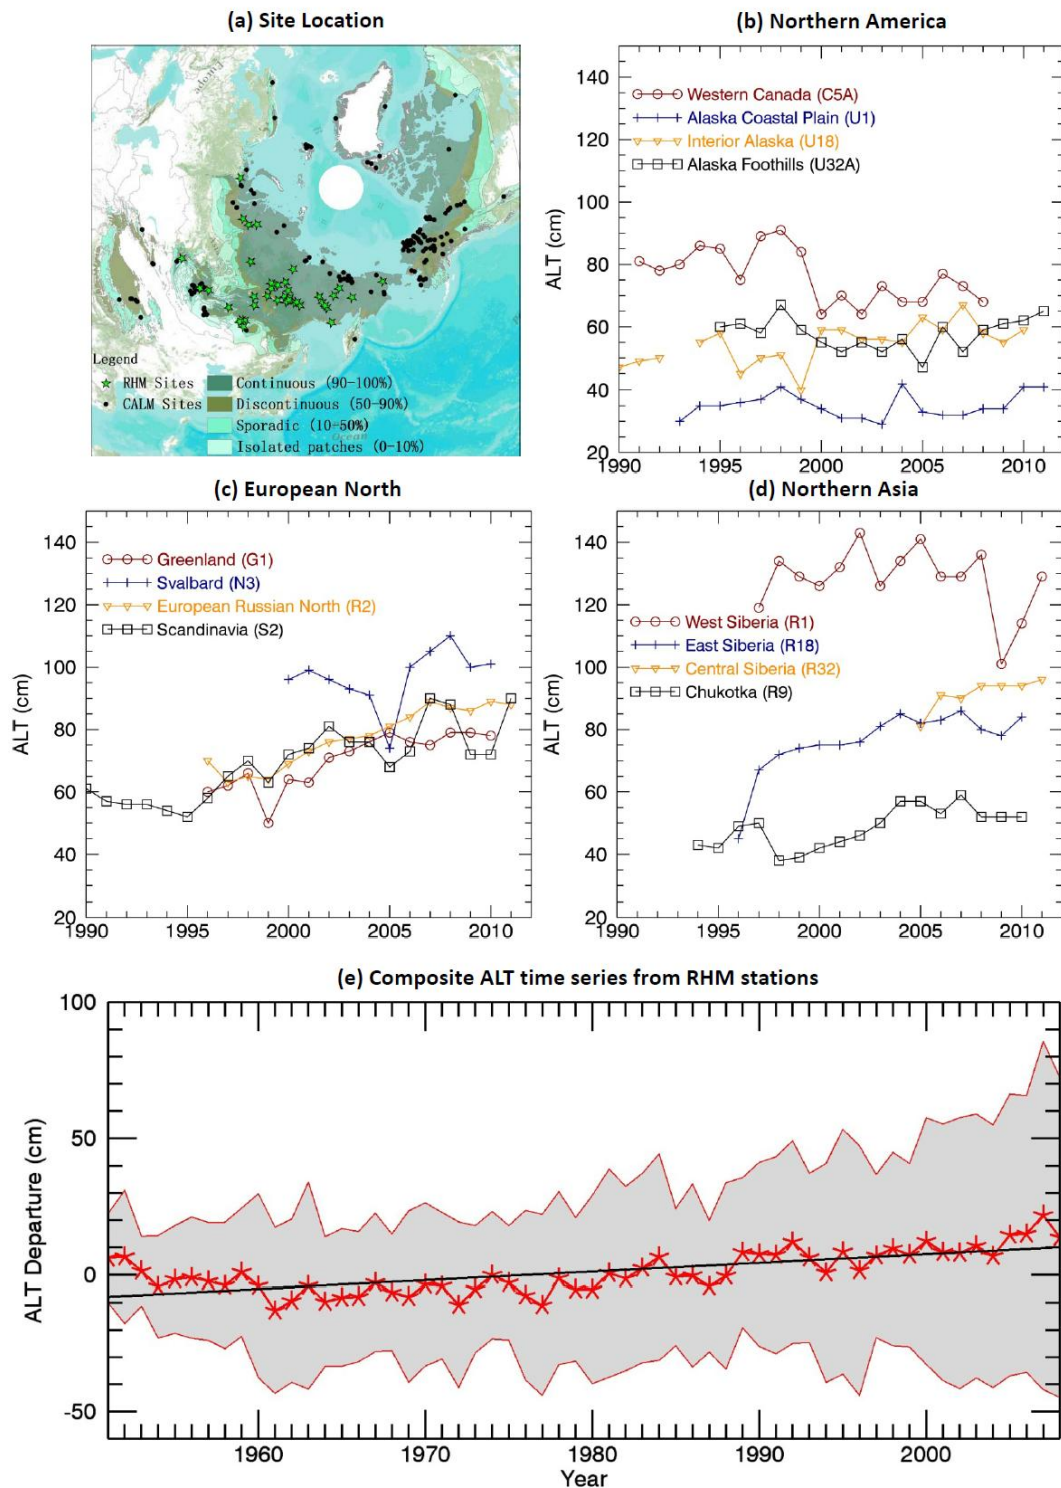 (a) Site Location
Europe
Legend
RHM Sites
CALM Sites
Continuous (90-100%)
Discontinuous (50-90%)
Sporadic (10-50%)
Isolated patches (0-10%)
Ocean
(b) Northern America
ALT (cm)
140
120
100
80
60
40
20
Western Canada (C5A)
Alaska Coastal Plain (U1)
Interior Alaska (U18)
Alaska Foothills (U32A)
1990 1995 2000 2005 2010
(c) European North
ALT (cm)
140
120
100
80
60
40
20
Greenland (G1)
Svalbard (N3)
European Russian North (R2)
Scandinavia (S2)
1990 1995 2000 2005 2010
(d) Northern Asia
ALT (cm)
140
120
100
80
60
40
20
West Siberia (R1)
East Siberia (R18)
Central Siberia (R32)
Chukotka (R9)
1990 1995 2000 2005 2010
(e) Composite ALT time series from RHM stations
ALT Departure (cm)
100
50
0
-50
1960 1970 1980 1990 2000
Year